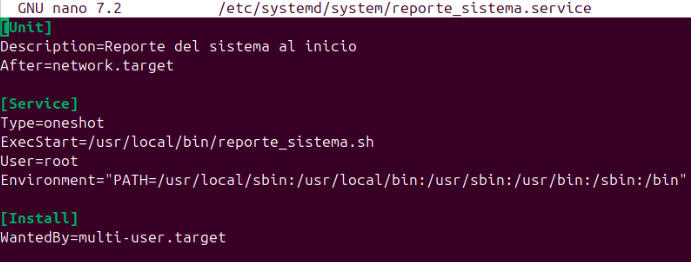 GNU nano 7.2 /etc/systemd/system/reporte_sistema.service
[Unit]
Description=Reporte del sistema al inicio
After=network.target
[Service]
Type=oneshot
ExecStart=/usr/local/bin/reporte_sistema.sh
User=root
Environment="PATH=/usr/local/sbin:/usr/local/bin:/usr/sbin:/usr/bin:/sbin:/bin"
[Install]
WantedBy=multi-user.target